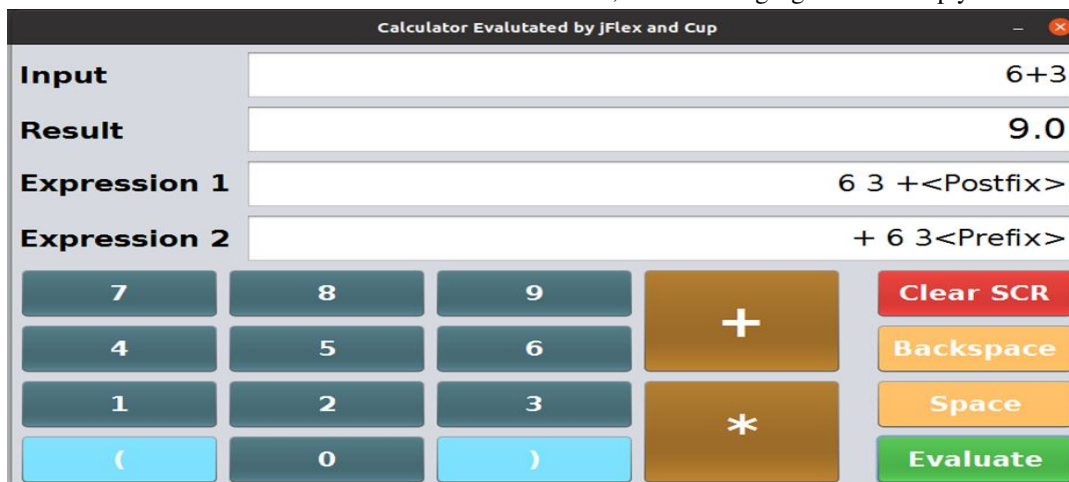 Calculator Evalutated by jFlex and Cup
Input 6+3
Result 9.0
Expression 1 6 3 +<Postfix>
Expression 2 + 6 3<Prefix>
7 8 9 + Clear SCR
4 5 6 Backspace
1 2 3 * Space
( 0 ) Evaluate